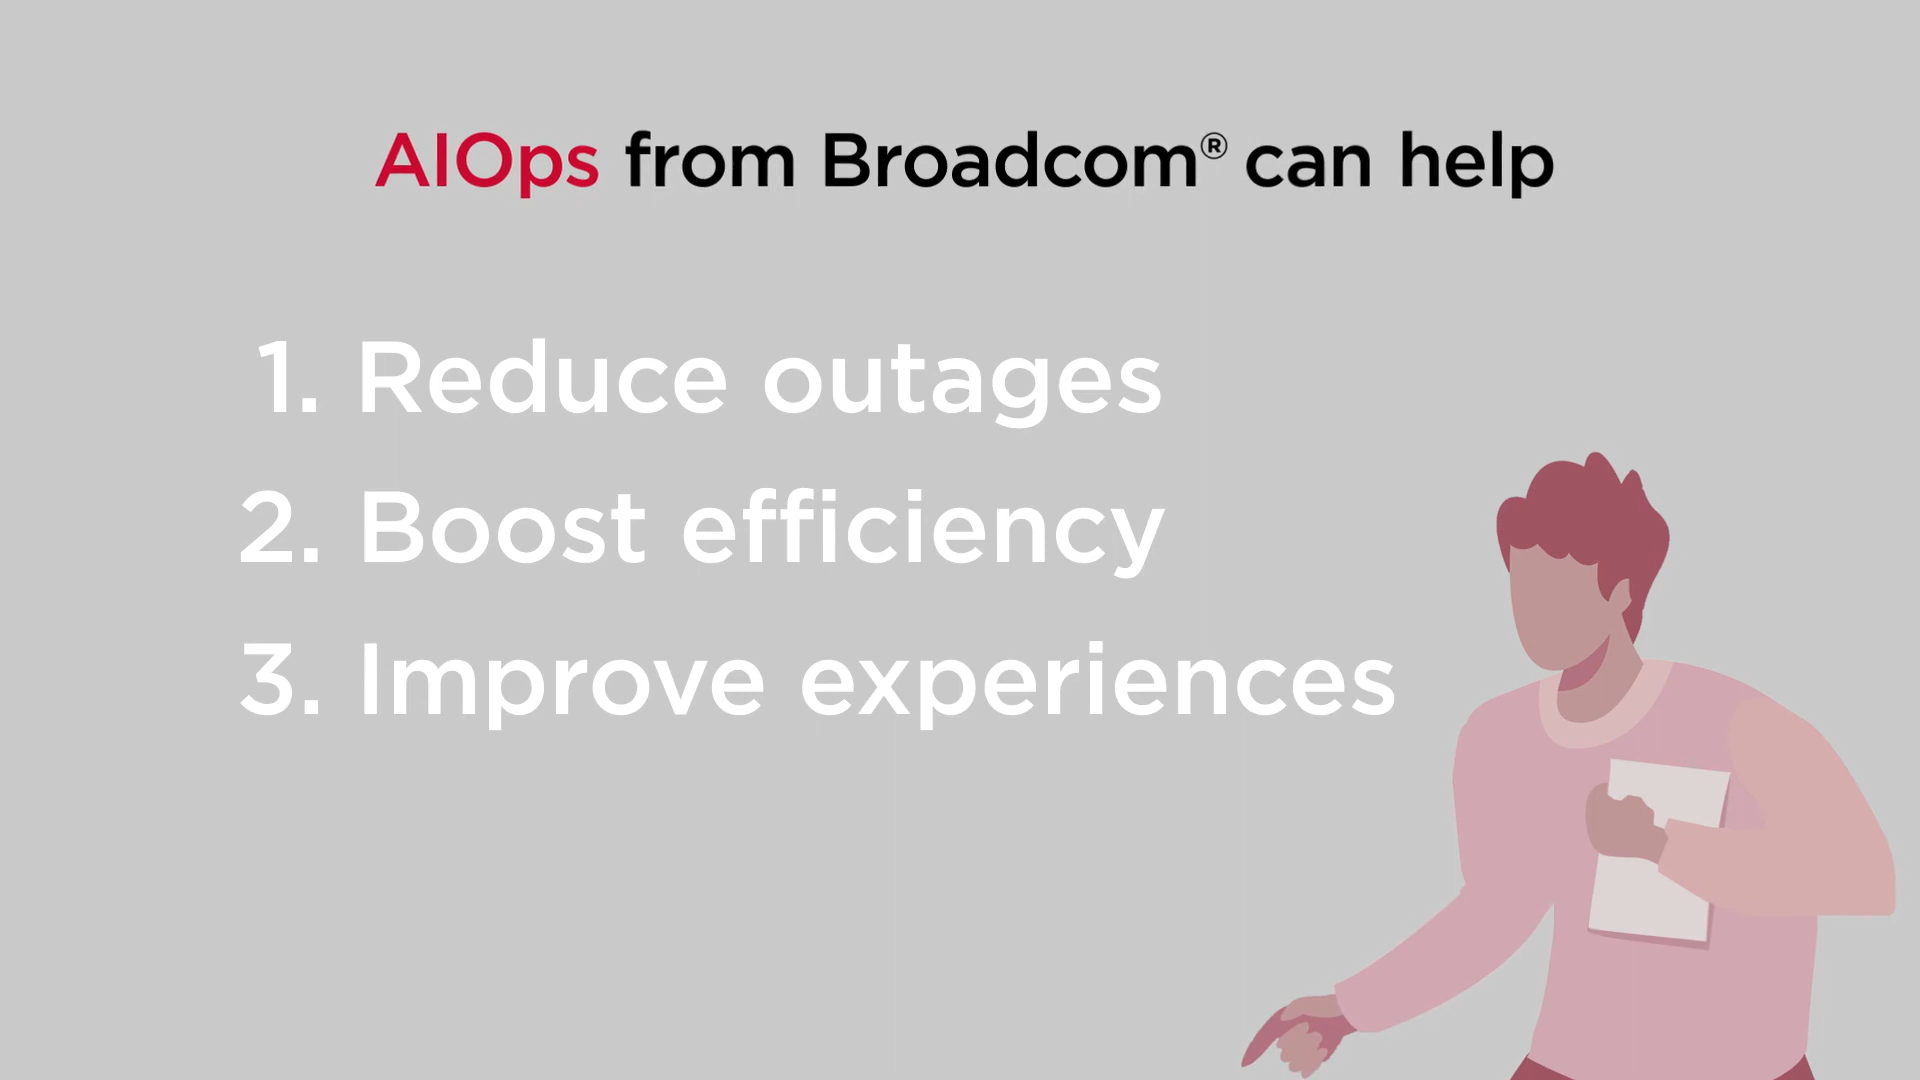 AIOps from Broadcom® can help
1. Reduce outages
2. Boost efficiency
3. Improve experiences